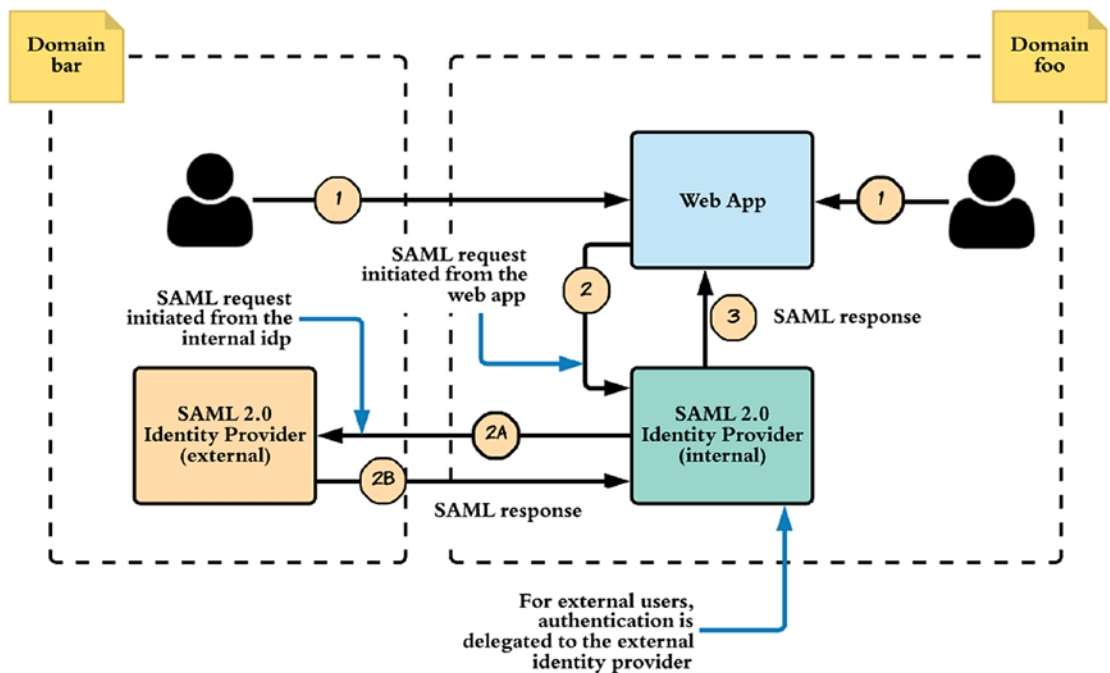 Domain
bar
Domain
foo
1
Web App
1
SAML request
initiated from the
web app
2
SAML request
initiated from the
internal idp
3
SAML response
SAML 2.0
Identity Provider
(external)
2A
SAML 2.0
Identity Provider
(internal)
2B
SAML response
For external users,
authentication is
delegated to the external
identity provider